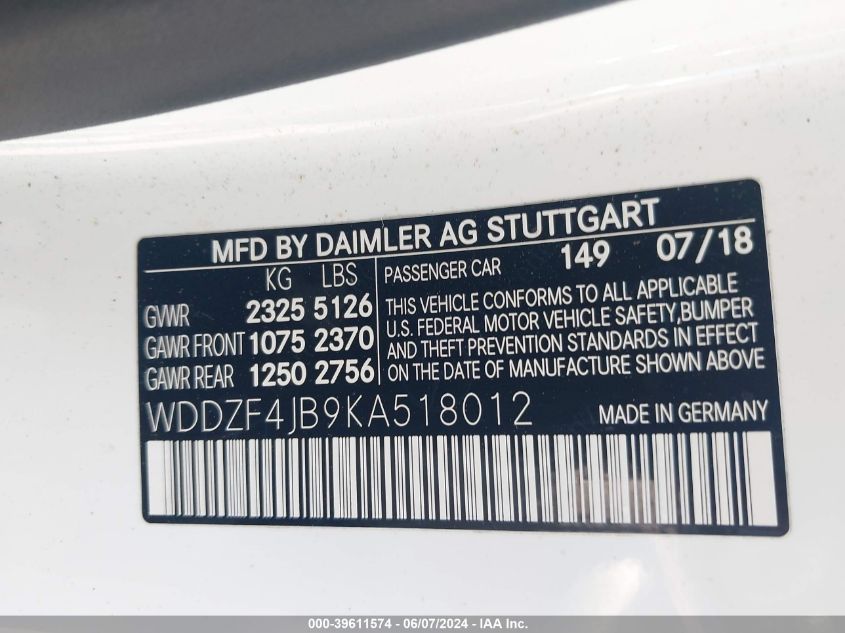 MFD BY DAIMLER AG STUTTGART
KG LBS
GVWR 2325 5126
GAWR FRONT 1075 2370
GAWR REAR 1250 2756
PASSENGER CAR 149 07/18
THIS VEHICLE CONFORMS TO ALL APPLICABLE
U.S. FEDERAL MOTOR VEHICLE SAFETY,BUMPER
AND THEFT PREVENTION STANDARDS IN EFFECT
ON THE DATE OF MANUFACTURE SHOWN ABOVE
WDDZF4JB9KA518012 MADE IN GERMANY
000-39611574 - 06/07/2024 - IAA Inc.